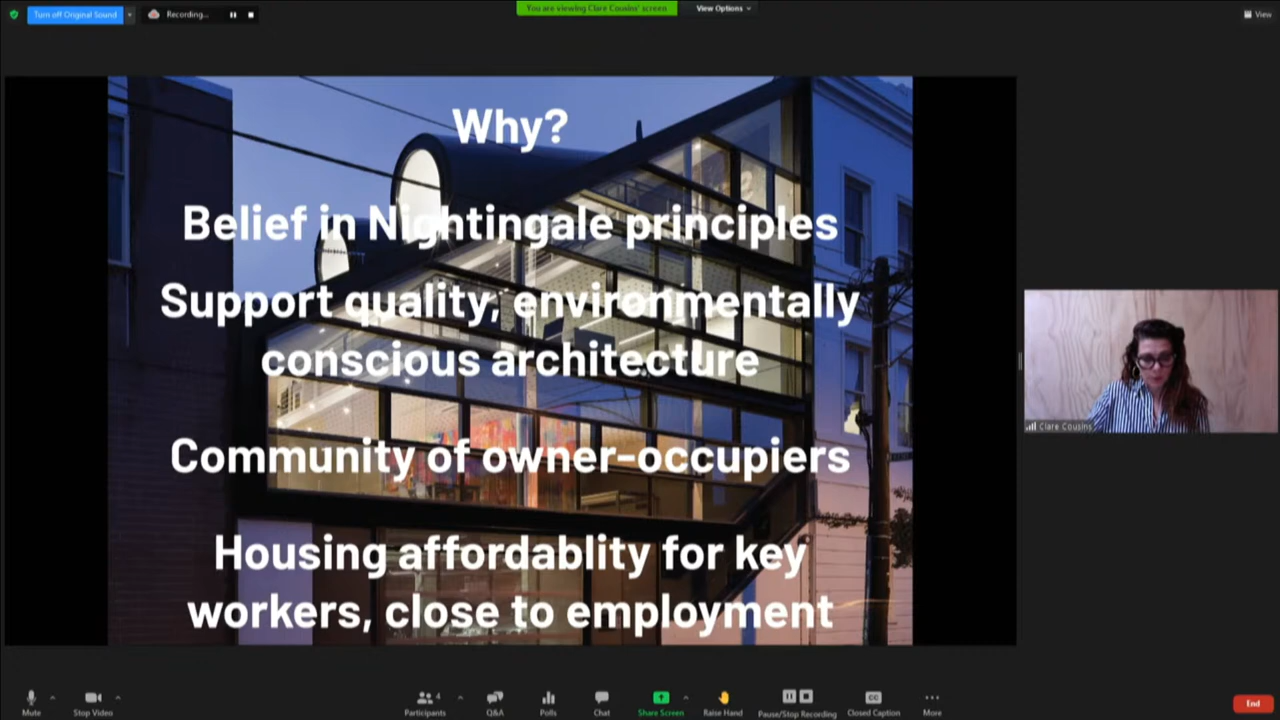 Turn off Original Sound
Recording...
You are viewing Clare Cousins' screen
View Options
View
Why?
Belief in Nightingale principles
Support quality, environmentally
conscious architecture
Community of owner-occupiers
Housing affordablity for key
workers, close to employment
Clare Cousins
Mute
Stop Video
Participants
4
Q&A
Polls
Chat
Share Screen
Raise Hand
Pause/Stop Recording
CC
Closed Caption
More
End